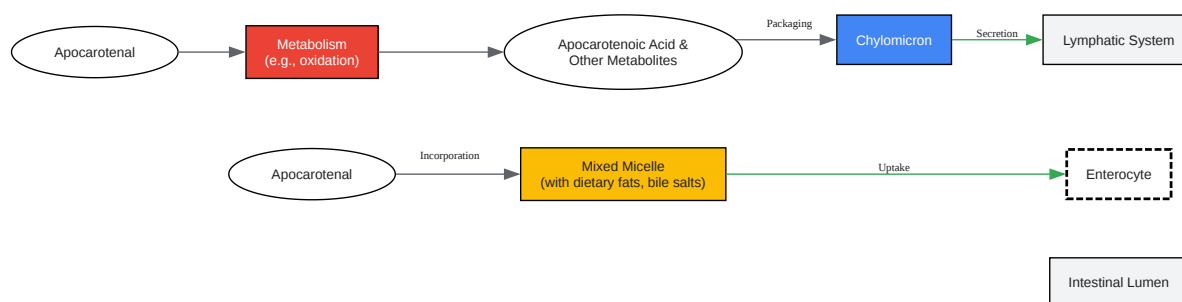 Apocarotenal
Metabolism
(e.g., oxidation)
Apocarotenoic Acid &
Other Metabolites
Packaging
Chylomicron
Secretion
Lymphatic System
Apocarotenal
Incorporation
Mixed Micelle
(with dietary fats, bile salts)
Uptake
Enterocyte
Intestinal Lumen